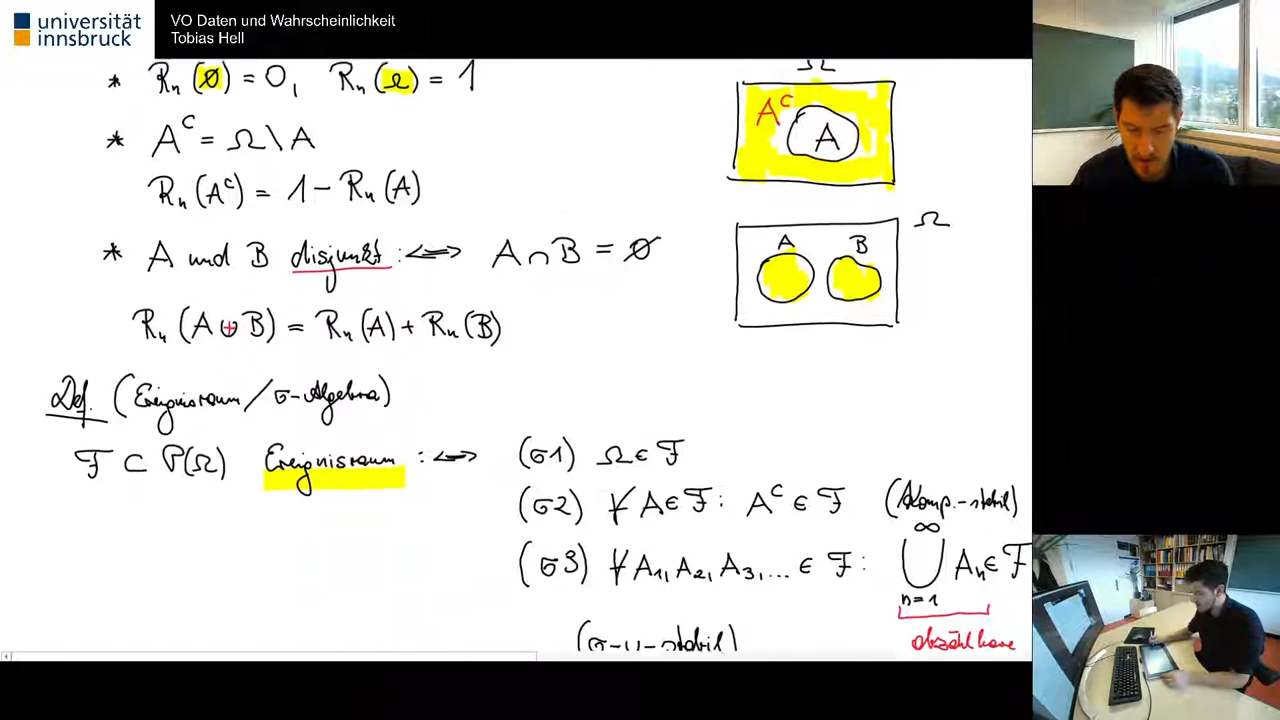 universität
innsbruck
VO Daten und Wahrscheinlichkeit
Tobias Hell
* Rn(∅) = 0, Rn(Ω) = 1
* A^c = Ω\A
Rn(A^c) = 1 - Rn(A)
* A und B disjunkt :⟺ A∩B = ∅
Rn(A⊍B) = Rn(A) + Rn(B)
Ω
A^c A
Ω
A B
Def. (Ereignisraum/σ-Algebra)
F ⊂ P(Ω) Ereignisraum :⟺ (σ1) Ω ∈ F
(σ2) ∀A∈F: A^c ∈ F (komp.-stabil)
(σ3) ∀A1, A2, A3, ... ∈ F: ∞⋃n=1 An ∈ F
(σ-∪-stabil) abzählbare